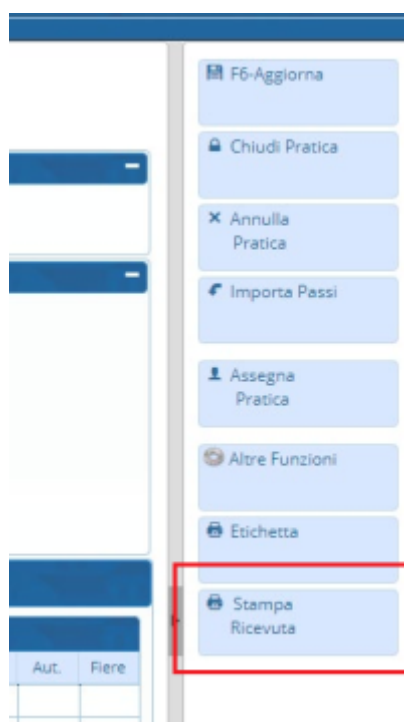 F6-Aggiorna
Chiudi Pratica
Annulla
Pratica
Importa Passi
Assegna
Pratica
Altre Funzioni
Etichetta
Stampa
Ricevuta
Aut. Fiere